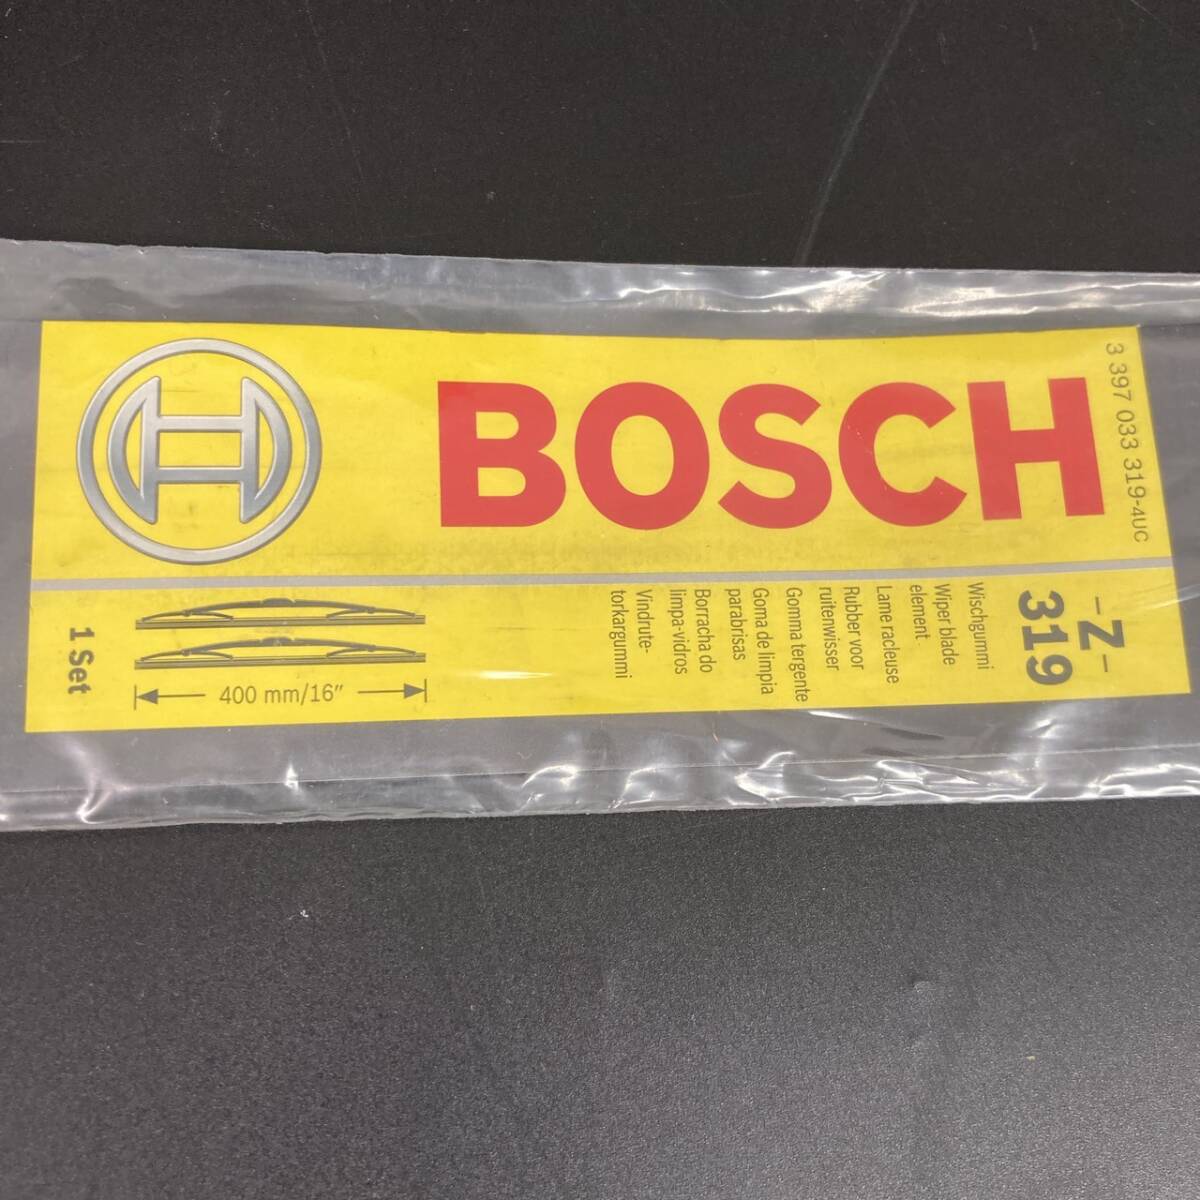 BOSCH
3 397 033 319-4UC
-Z-
319
Wischgummi
Wiper blade
element
Lame racleuse
Rubber voor
ruitenwisser
Gomma tergente
Goma de limpia
parabrisas
Borracha do
limpa-vidros
Vindrute-
torkargummi
400 mm/16"
1 Set